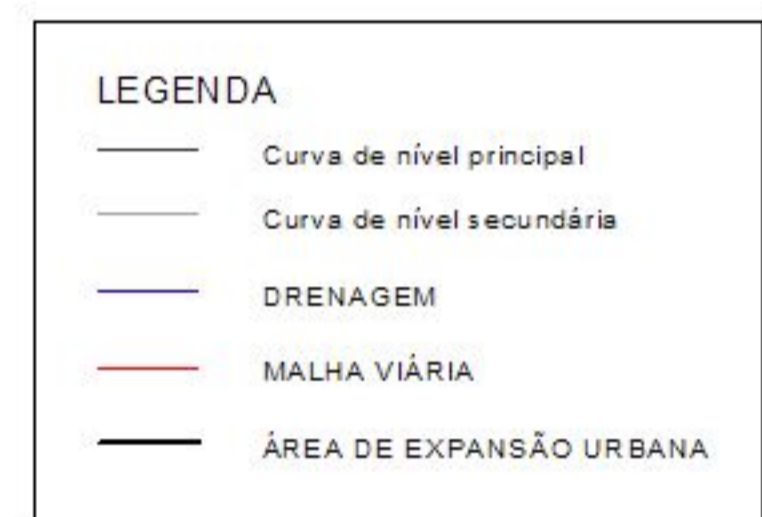 LEGENDA
Curva de nível principal
Curva de nível secundária
DRENAGEM
MALHA VIÁRIA
ÁREA DE EXPANSÃO URBANA